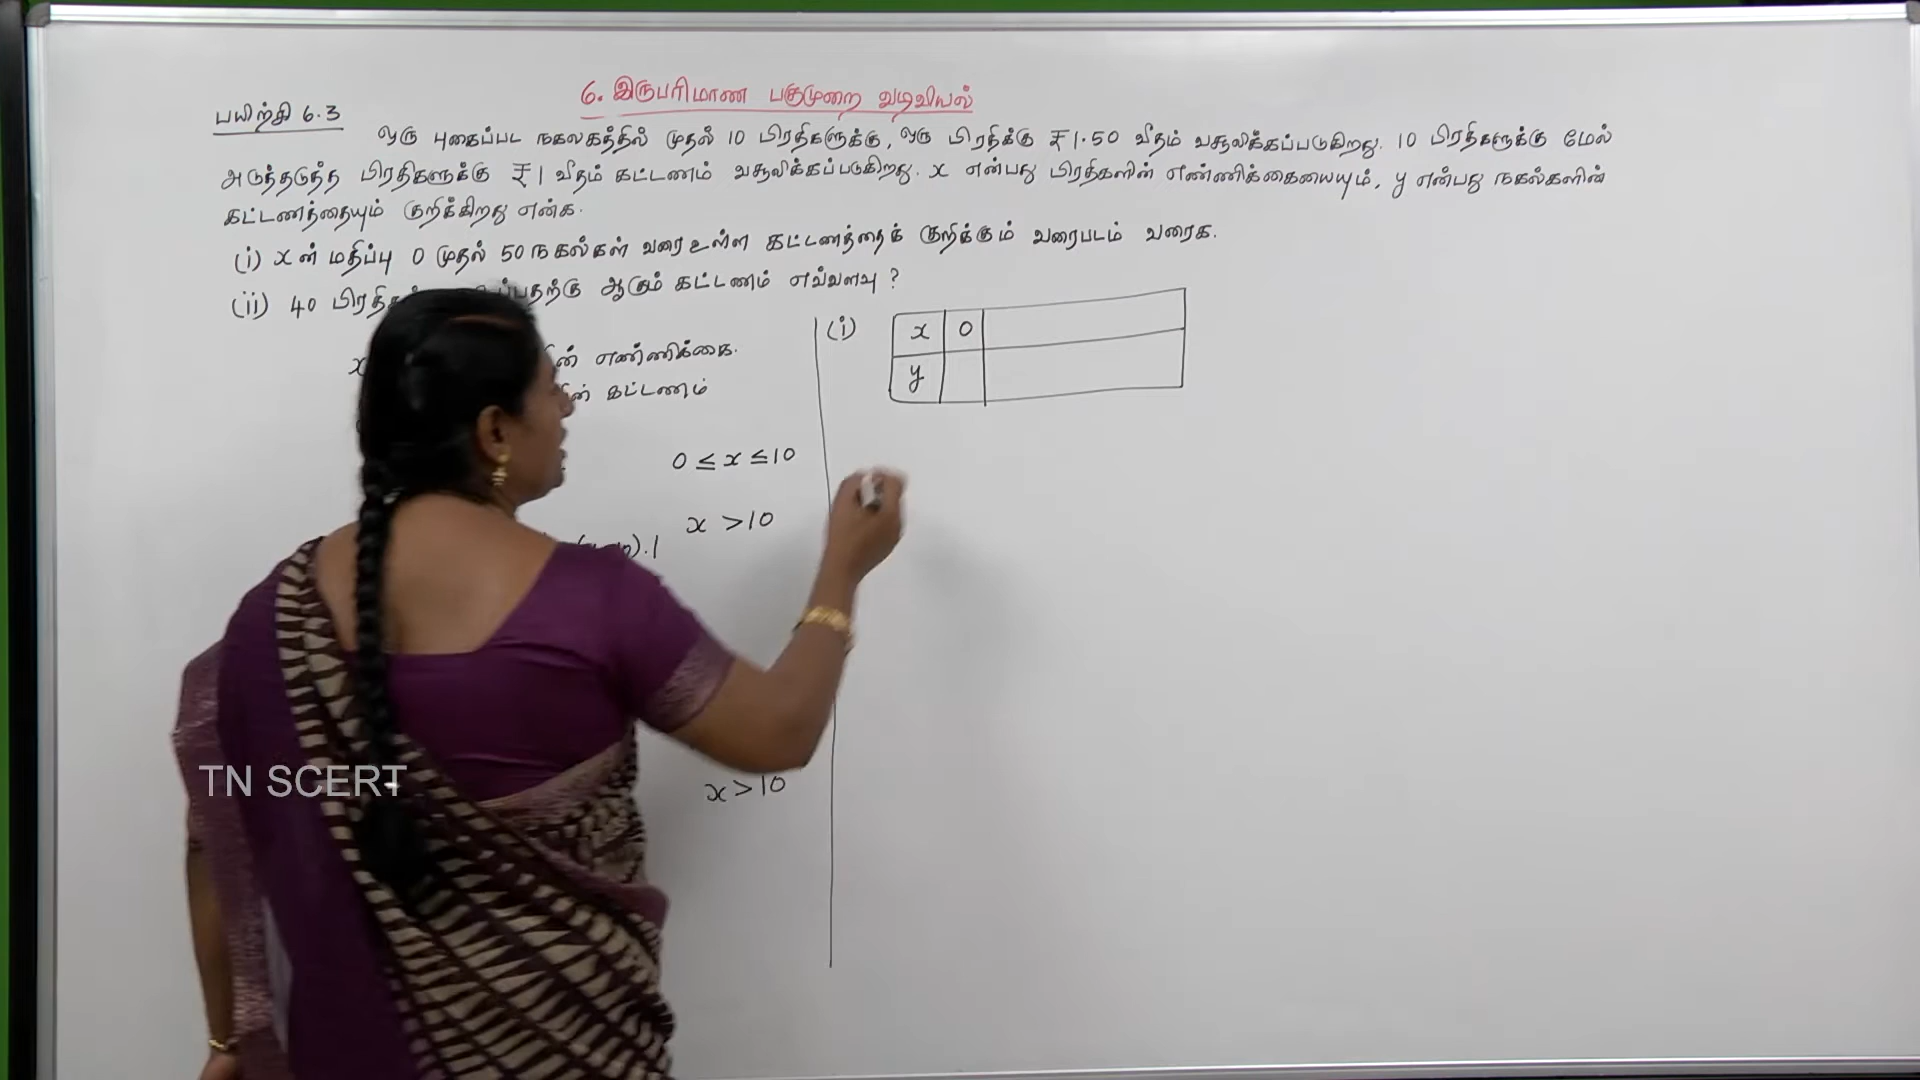 6. இருபரிமாண பகுமுறை வடிவியல்
பயிற்சி 6.3
ஒரு புகைப்பட நகலகத்தில் முதல் 10 பிரதிகளுக்கு, ஒரு பிரதிக்கு ₹1.50 வீதம் வசூலிக்கப்படுகிறது. 10 பிரதிகளுக்கு மேல்
அடுத்தடுத்த பிரதிகளுக்கு ₹1 வீதம் கட்டணம் வசூலிக்கப்படுகிறது. x என்பது பிரதிகளின் எண்ணிக்கையையும், y என்பது நகல்களின்
கட்டணத்தையும் குறிக்கிறது என்க.
(i) x ன் மதிப்பு 0 முதல் 50 நகல்கள் வரை உள்ள கட்டணத்தைக் குறிக்கும் வரைபடம் வரைக.
(ii) 40 ஆகும் கட்டணம் எவ்வளவு?
x எண்ணிக்கை.
கட்டணம்
0 ≤ x ≤ 10
x > 10
).1
x > 10
(i)
x 0
y
TN SCERT